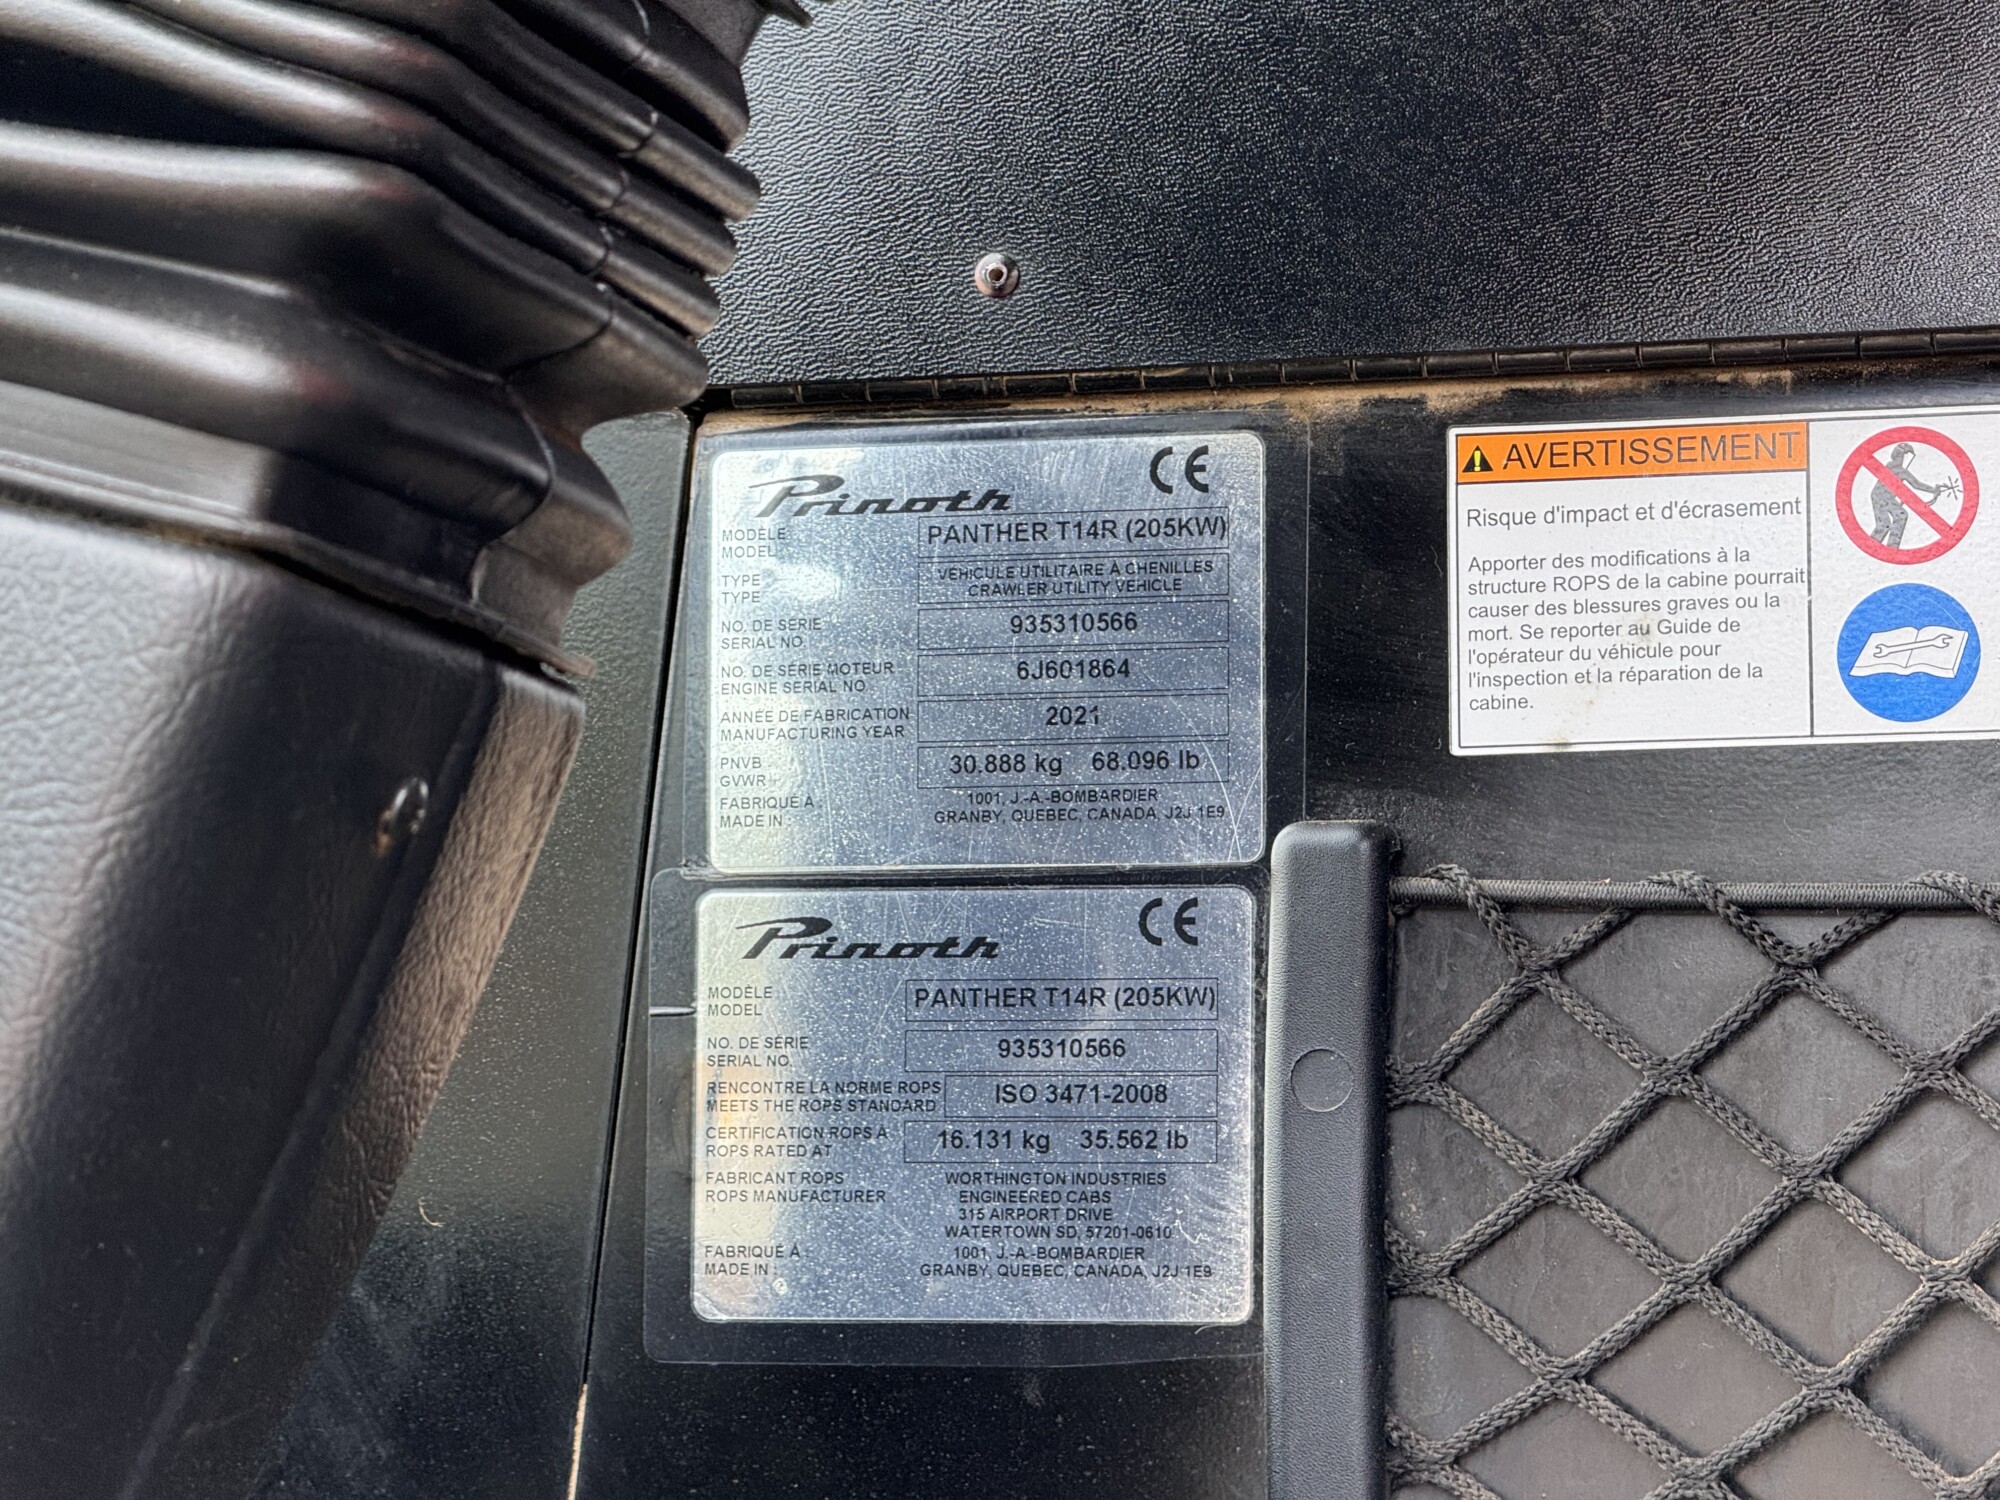 Prinoth
CE
MODÈLE
MODEL
PANTHER T14R (205KW)
TYPE
TYPE
VÉHICULE UTILITAIRE À CHENILLES
CRAWLER UTILITY VEHICLE
NO. DE SÉRIE
SERIAL NO.
935310566
NO. DE SÉRIE MOTEUR
ENGINE SERIAL NO.
6J601864
ANNÉE DE FABRICATION
MANUFACTURING YEAR
2021
PNVB
GVWR
30.888 kg 68.096 lb
FABRIQUÉ À :
MADE IN :
1001, J.-A.-BOMBARDIER
GRANBY, QUEBEC, CANADA, J2J 1E9
Prinoth
CE
MODÈLE
MODEL
PANTHER T14R (205KW)
NO. DE SÉRIE
SERIAL NO.
935310566
RENCONTRE LA NORME ROPS
MEETS THE ROPS STANDARD
ISO 3471-2008
CERTIFICATION ROPS À
ROPS RATED AT
16.131 kg 35.562 lb
FABRICANT ROPS
ROPS MANUFACTURER
WORTHINGTON INDUSTRIES
ENGINEERED CABS
315 AIRPORT DRIVE
WATERTOWN SD, 57201-0610
FABRIQUÉ À :
MADE IN :
1001, J.-A.-BOMBARDIER
GRANBY, QUEBEC, CANADA, J2J 1E9
AVERTISSEMENT
Risque d'impact et d'écrasement
Apporter des modifications à la
structure ROPS de la cabine pourrait
causer des blessures graves ou la
mort. Se reporter au Guide de
l'opérateur du véhicule pour
l'inspection et la réparation de la
cabine.